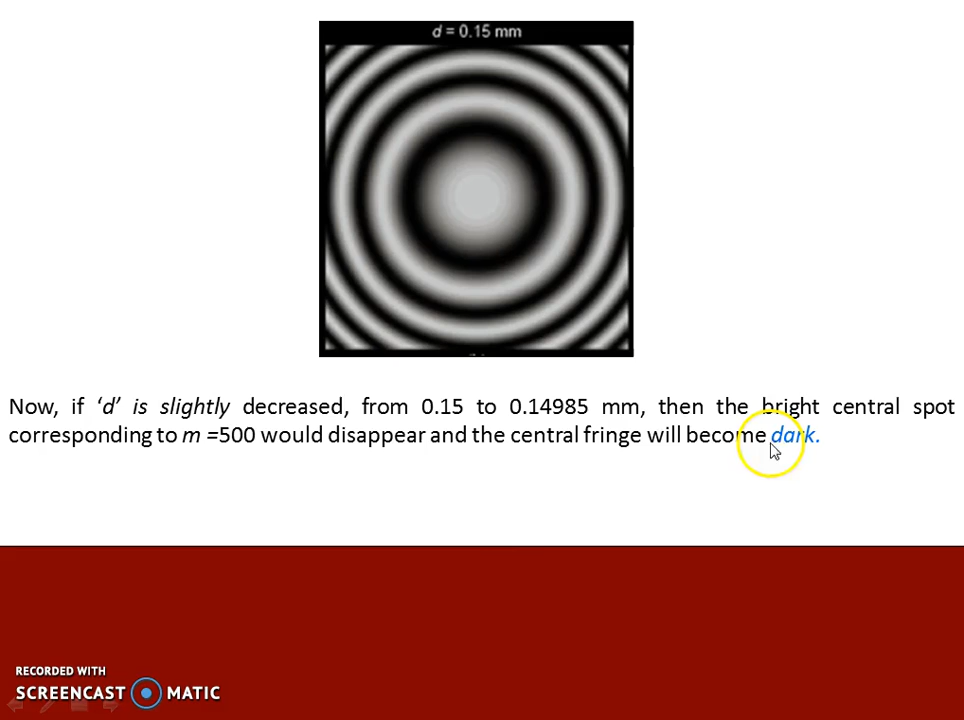 d = 0.15 mm
Now, if ‘d’ is slightly decreased, from 0.15 to 0.14985 mm, then the bright central spot
corresponding to m =500 would disappear and the central fringe will become dark.
RECORDED WITH
SCREENCAST MATIC